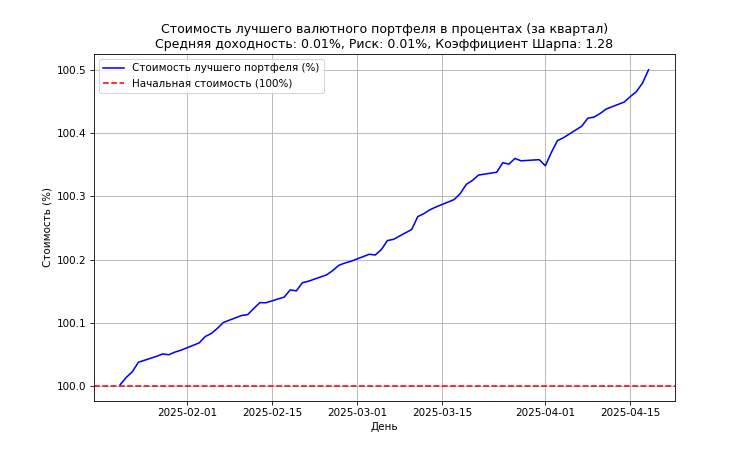 Стоимость лучшего валютного портфеля в процентах (за квартал)
Средняя доходность: 0.01%, Риск: 0.01%, Коэффициент Шарпа: 1.28
Стоимость лучшего портфеля (%)
Начальная стоимость (100%)
Стоимость (%)
100.5
100.4
100.3
100.2
100.1
100.0
2025-02-01
2025-02-15
2025-03-01
2025-03-15
2025-04-01
2025-04-15
День